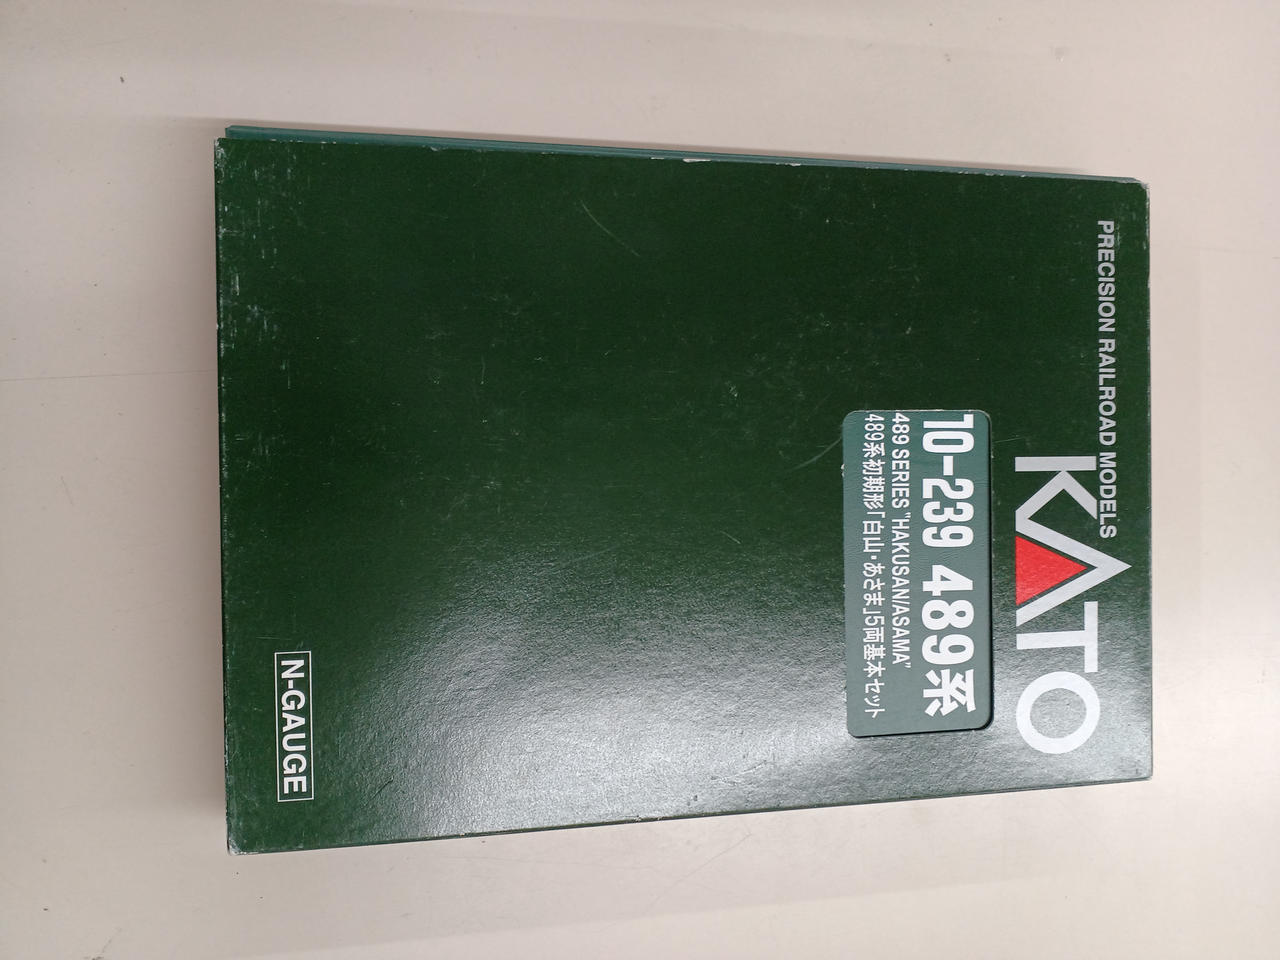 PRECISION RAILROAD MODELS
KATO
10-239 489系
489 SERIES "HAKUSAN/ASAMA"
489系初期形「白山・あさま」5両基本セット
N-GAUGE